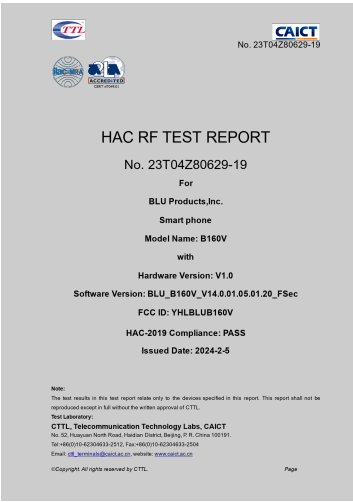 CTTL
CAICT
No. 23T04Z80629-19
ilac-MRA
A2LA
ACCREDITED
HAC RF TEST REPORT
No. 23T04Z80629-19
For
BLU Products,Inc.
Smart phone
Model Name: B160V
with
Hardware Version: V1.0
Software Version: BLU_B160V_V14.0.01.05.01.20_FSec
FCC ID: YHLBLUB160V
HAC-2019 Compliance: PASS
Issued Date: 2024-2-5
Note:
The test results in this test report relate only to the devices specified in this report. This report shall not be
reproduced except in full without the written approval of CTTL.
Test Laboratory:
CTTL, Telecommunication Technology Labs, CAICT
No. 52, Huayuan North Road, Haidian District, Beijing, P. R. China 100191.
Tel:+86(0)10-62304633-2512, Fax:+86(0)10-62304633-2504
Email: cttl_terminals@caict.ac.cn, website: www.caict.ac.cn
©Copyright. All rights reserved by CTTL.
Page